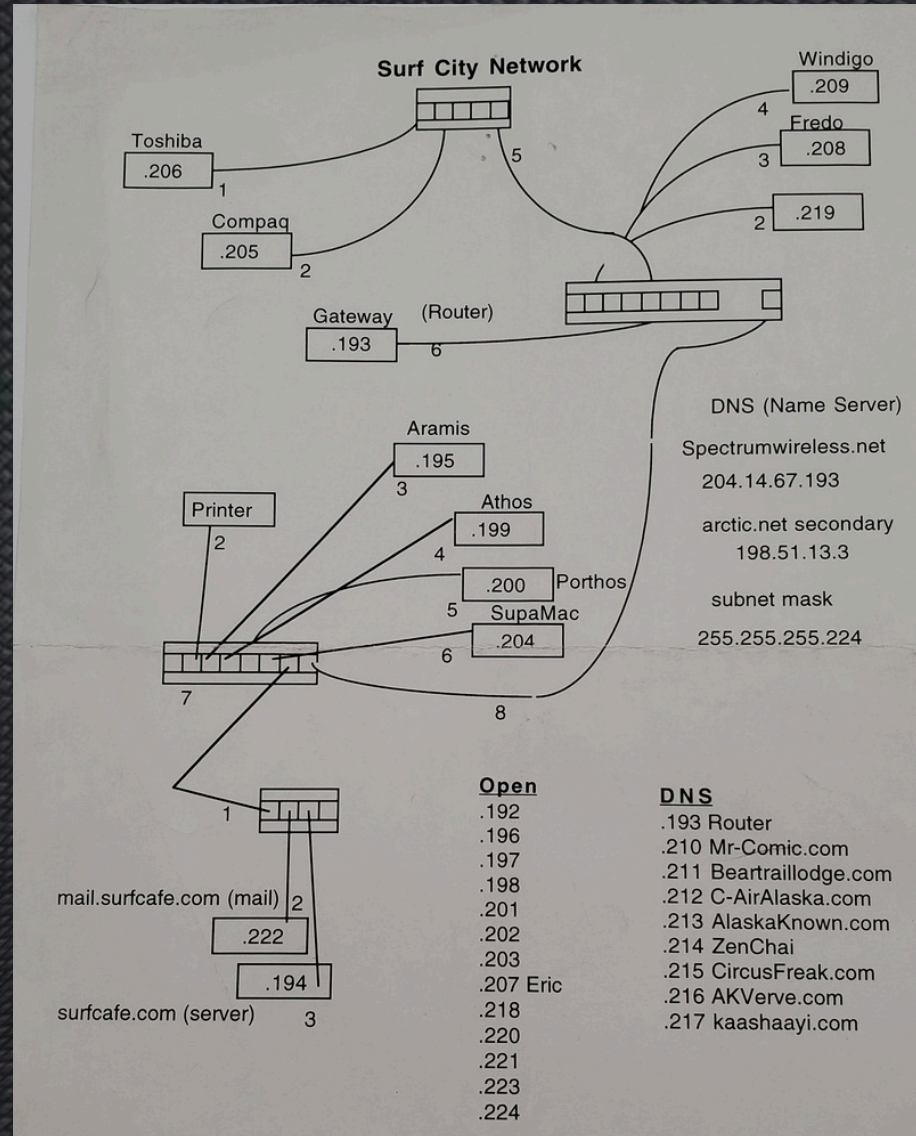 Surf City Network
Windigo
.209
4
Fredo
.208
3
.219
2
5
Toshiba
.206
1
Compaq
.205
2
Gateway (Router)
.193
6
DNS (Name Server)
Spectrumwireless.net
204.14.67.193
arctic.net secondary
198.51.13.3
subnet mask
255.255.255.224
Aramis
.195
3
Printer
2
Athos
.199
4
.200 Porthos
5
SupaMac
.204
6
7
8
1
mail.surfcafe.com (mail) 2
.222
.194
surfcafe.com (server) 3
Open
.192
.196
.197
.198
.201
.202
.203
.207 Eric
.218
.220
.221
.223
.224
DNS
.193 Router
.210 Mr-Comic.com
.211 Beartraillodge.com
.212 C-AirAlaska.com
.213 AlaskaKnown.com
.214 ZenChai
.215 CircusFreak.com
.216 AKVerve.com
.217 kaashaayi.com